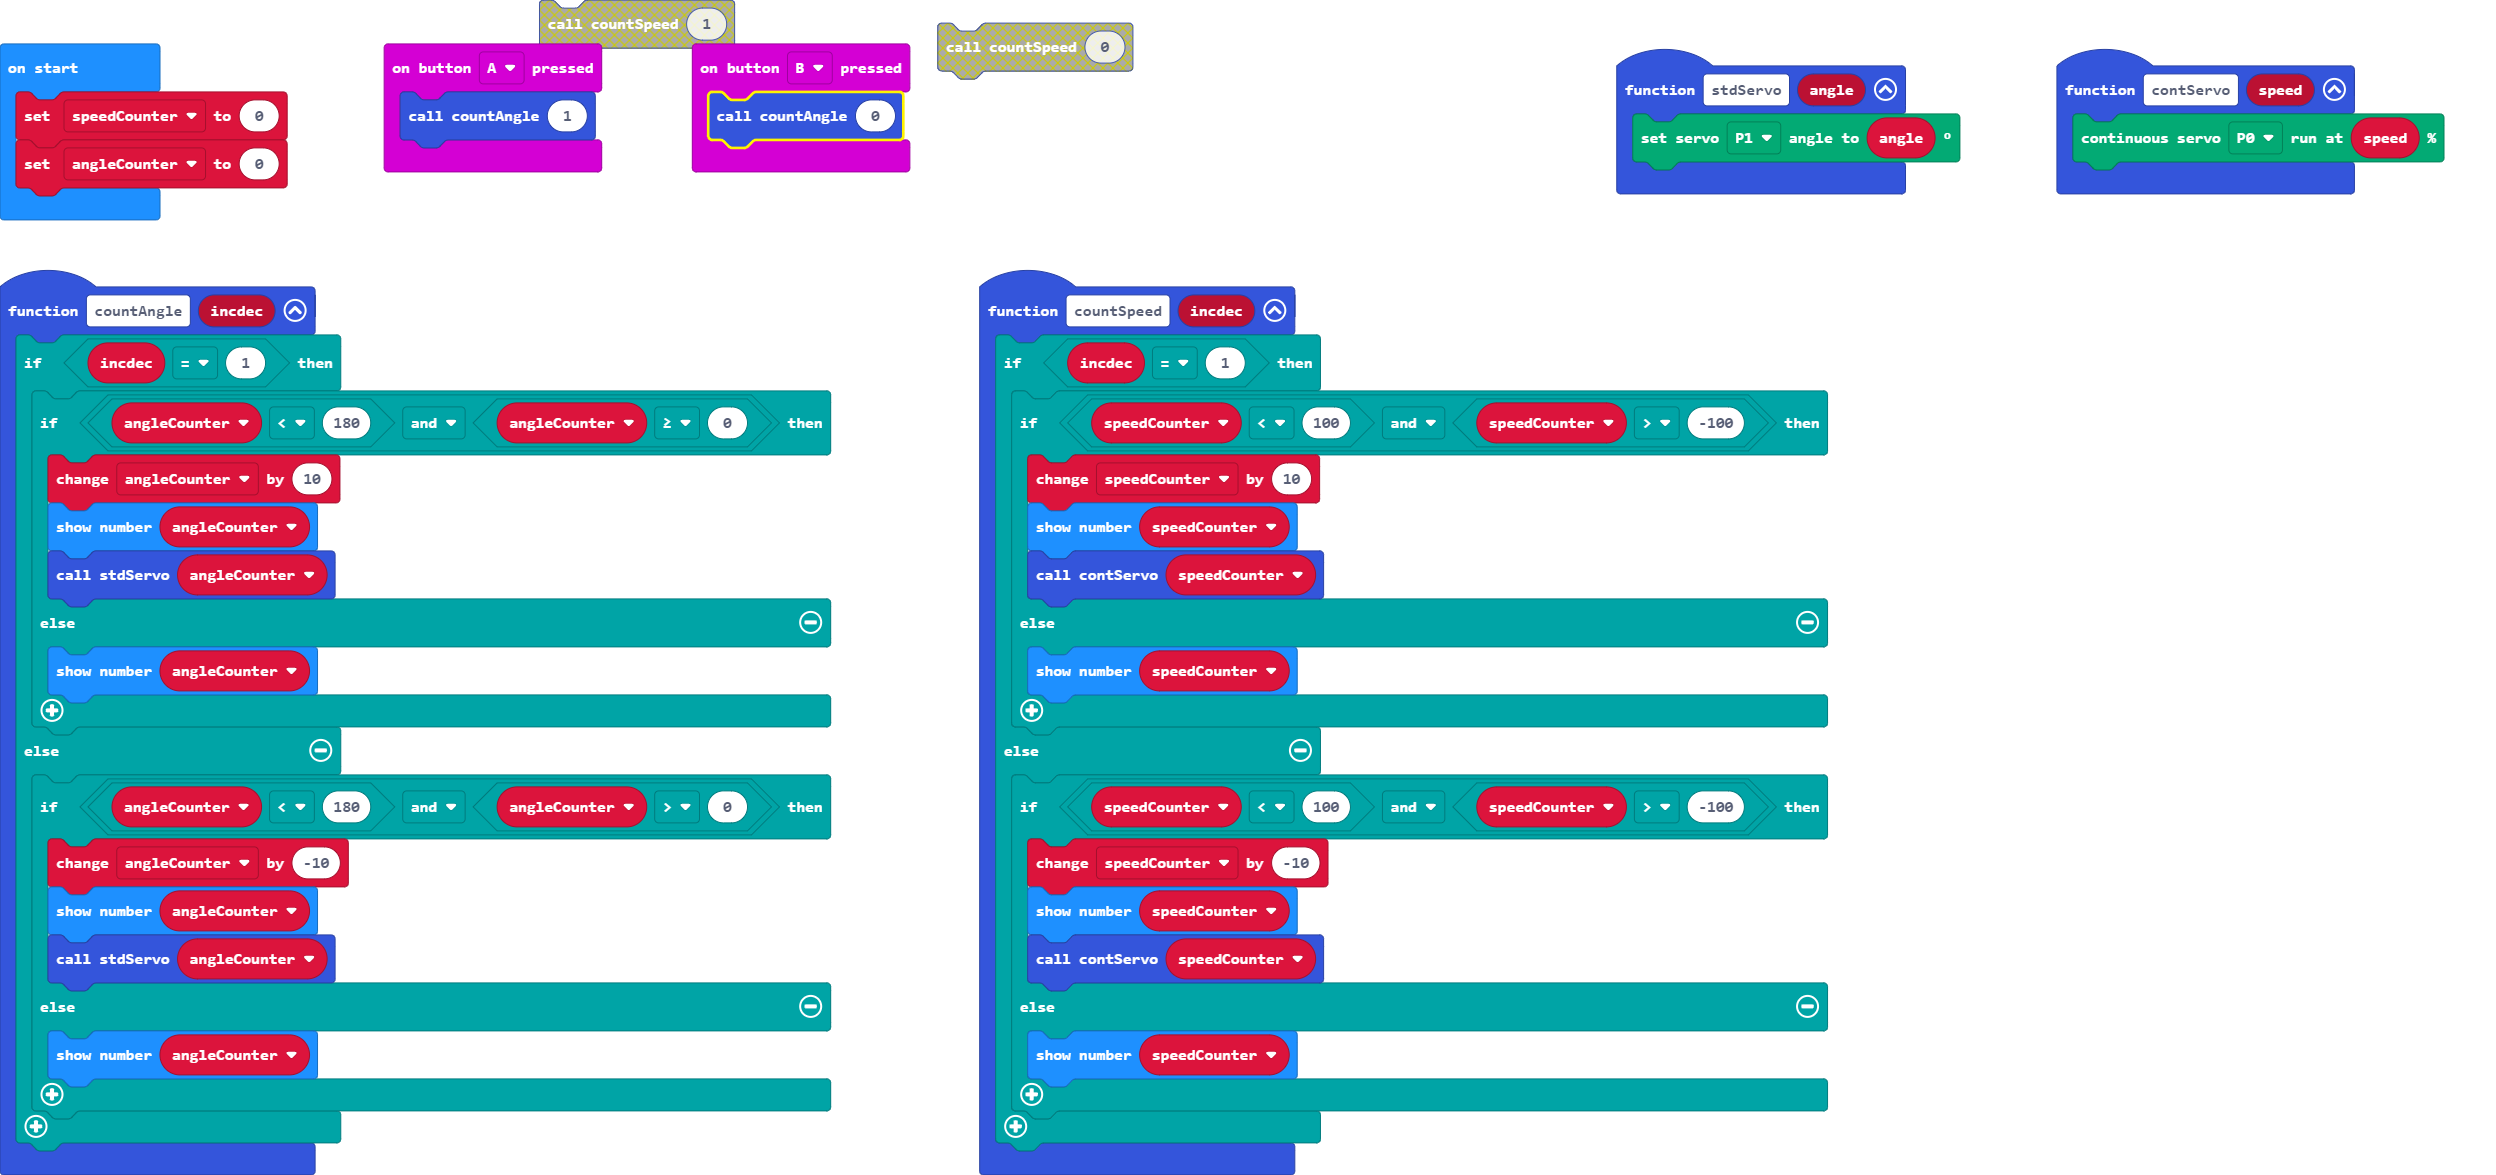 call countSpeed 1
call countSpeed 0
on start
set speedCounter to 0
set angleCounter to 0
on button A pressed
call countAngle 1
on button B pressed
call countAngle 0
function stdServo angle
set servo P1 angle to angle °
function contServo speed
continuous servo P0 run at speed %
function countAngle incdec
if incdec = 1 then
if angleCounter < 180 and angleCounter ≥ 0 then
change angleCounter by 10
show number angleCounter
call stdServo angleCounter
else
show number angleCounter
else
if angleCounter < 180 and angleCounter > 0 then
change angleCounter by -10
show number angleCounter
call stdServo angleCounter
else
show number angleCounter
function countSpeed incdec
if incdec = 1 then
if speedCounter < 100 and speedCounter > -100 then
change speedCounter by 10
show number speedCounter
call contServo speedCounter
else
show number speedCounter
else
if speedCounter < 100 and speedCounter > -100 then
change speedCounter by -10
show number speedCounter
call contServo speedCounter
else
show number speedCounter